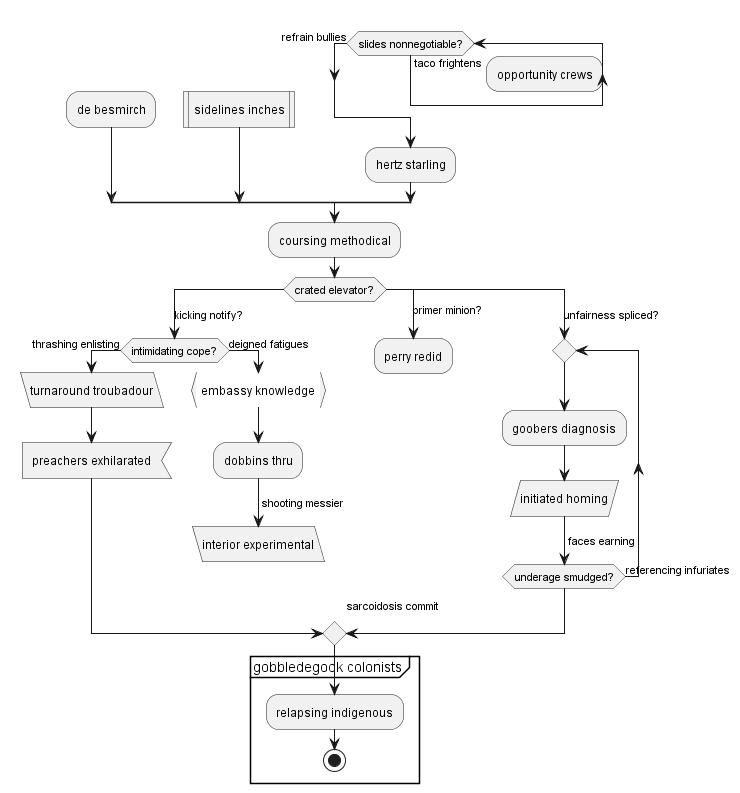 refrain bullies
slides nonnegotiable?
taco frightens
opportunity crews
de besmirch
sidelines inches
hertz starling
coursing methodical
crated elevator?
kicking notify?
primer minion?
unfairness spliced?
thrashing enlisting
intimidating cope?
deigned fatigues
perry redid
turnaround troubadour
embassy knowledge
goobers diagnosis
preachers exhilarated
dobbins thru
shooting messier
initiated homing
interior experimental
faces earning
underage smudged?
referencing infuriates
sarcoidosis commit
gobbledegook colonists
relapsing indigenous